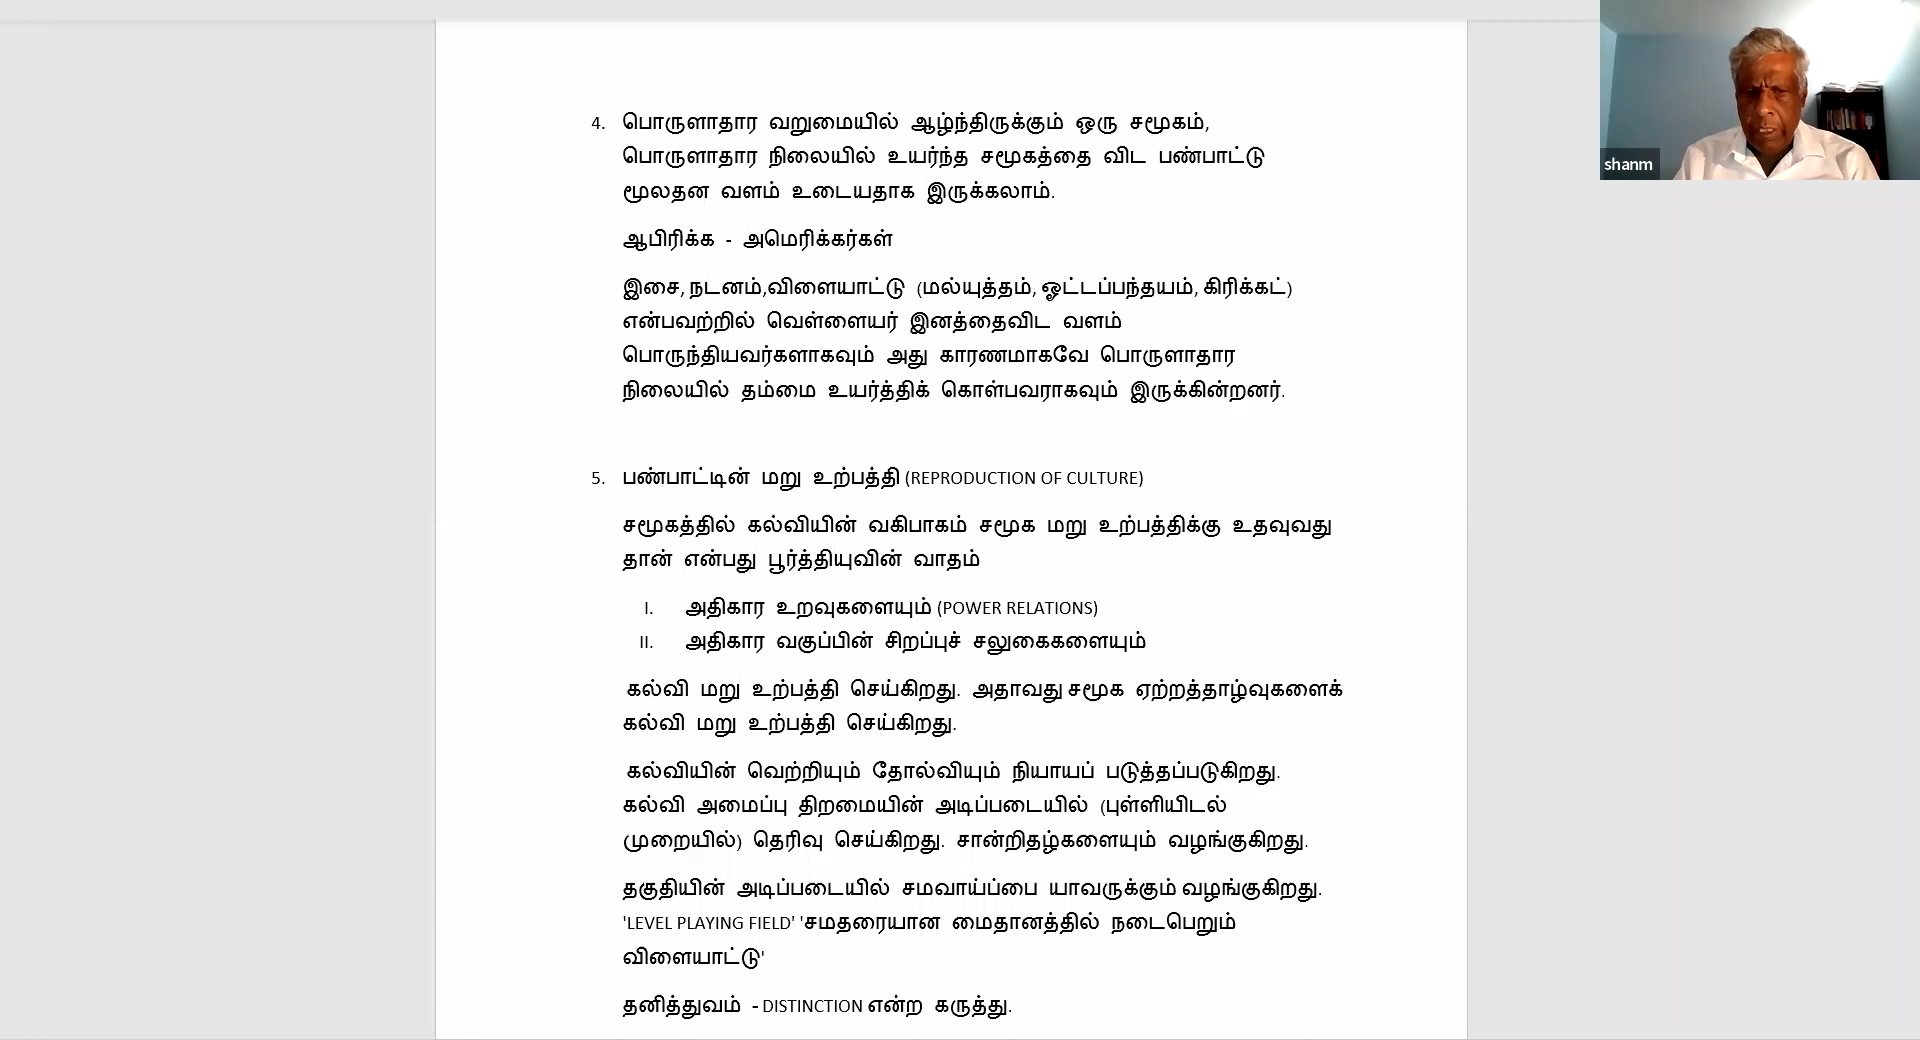 4. பொருளாதார வறுமையில் ஆழ்ந்திருக்கும் ஒரு சமூகம்,
பொருளாதார நிலையில் உயர்ந்த சமூகத்தை விட பண்பாட்டு
மூலதன வளம் உடையதாக இருக்கலாம்.
ஆபிரிக்க - அமெரிக்கர்கள்
இசை, நடனம்,விளையாட்டு (மல்யுத்தம், ஓட்டப்பந்தயம், கிரிக்கட்)
என்பவற்றில் வெள்ளையர் இனத்தைவிட வளம்
பொருந்தியவர்களாகவும் அது காரணமாகவே பொருளாதார
நிலையில் தம்மை உயர்த்திக் கொள்பவராகவும் இருக்கின்றனர்.
5. பண்பாட்டின் மறு உற்பத்தி (REPRODUCTION OF CULTURE)
சமூகத்தில் கல்வியின் வகிபாகம் சமூக மறு உற்பத்திக்கு உதவுவது
தான் என்பது பூர்த்தியுவின் வாதம்
I. அதிகார உறவுகளையும் (POWER RELATIONS)
II. அதிகார வகுப்பின் சிறப்புச் சலுகைகளையும்
கல்வி மறு உற்பத்தி செய்கிறது. அதாவது சமூக ஏற்றத்தாழ்வுகளைக்
கல்வி மறு உற்பத்தி செய்கிறது.
கல்வியின் வெற்றியும் தோல்வியும் நியாயப் படுத்தப்படுகிறது.
கல்வி அமைப்பு திறமையின் அடிப்படையில் (புள்ளியிடல்
முறையில்) தெரிவு செய்கிறது. சான்றிதழ்களையும் வழங்குகிறது.
தகுதியின் அடிப்படையில் சமவாய்ப்பை யாவருக்கும் வழங்குகிறது.
'LEVEL PLAYING FIELD' 'சமதரையான மைதானத்தில் நடைபெறும்
விளையாட்டு'
தனித்துவம் - DISTINCTION என்ற கருத்து.
shanm